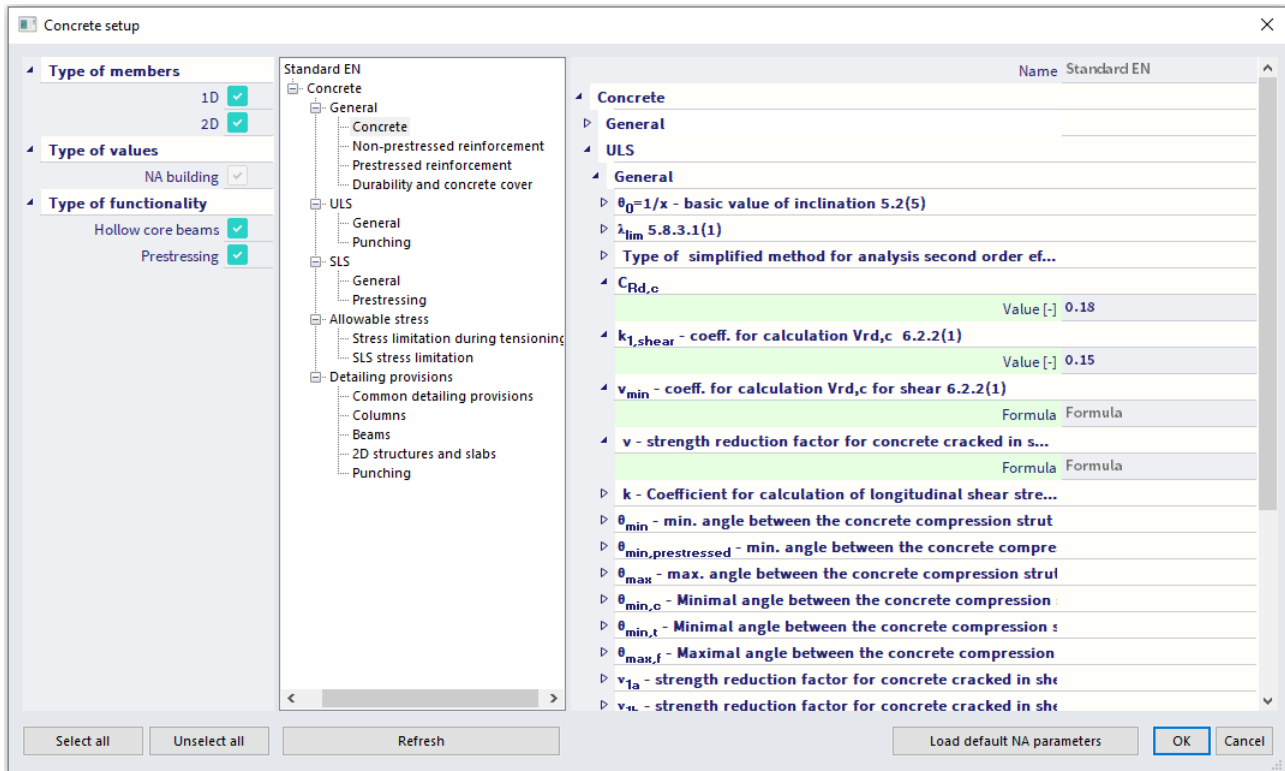 Concrete setup
Type of members
1D
2D
Type of values
NA building
Type of functionality
Hollow core beams
Prestressing
Standard EN
Concrete
General
Concrete
Non-prestressed reinforcement
Prestressed reinforcement
Durability and concrete cover
ULS
General
Punching
SLS
General
Prestressing
Allowable stress
Stress limitation during tensioning
SLS stress limitation
Detailing provisions
Common detailing provisions
Columns
Beams
2D structures and slabs
Punching
Name Standard EN
Concrete
General
ULS
General
θ0=1/x - basic value of inclination 5.2(5)
λlim 5.8.3.1(1)
Type of simplified method for analysis second order ef...
CRd,c
Value [-] 0.18
k1,shear - coeff. for calculation Vrd,c 6.2.2(1)
Value [-] 0.15
vmin - coeff. for calculation Vrd,c for shear 6.2.2(1)
Formula Formula
v - strength reduction factor for concrete cracked in s...
Formula Formula
k - Coefficient for calculation of longitudinal shear stre...
θmin - min. angle between the concrete compression strut
θmin,prestressed - min. angle between the concrete compre
θmax - max. angle between the concrete compression strut
θmin,c - Minimal angle between the concrete compression
θmin,t - Minimal angle between the concrete compression s
θmax,f - Maximal angle between the concrete compression
v1a - strength reduction factor for concrete cracked in she
v1b - strength reduction factor for concrete cracked in she
Select all
Unselect all
Refresh
Load default NA parameters
OK
Cancel